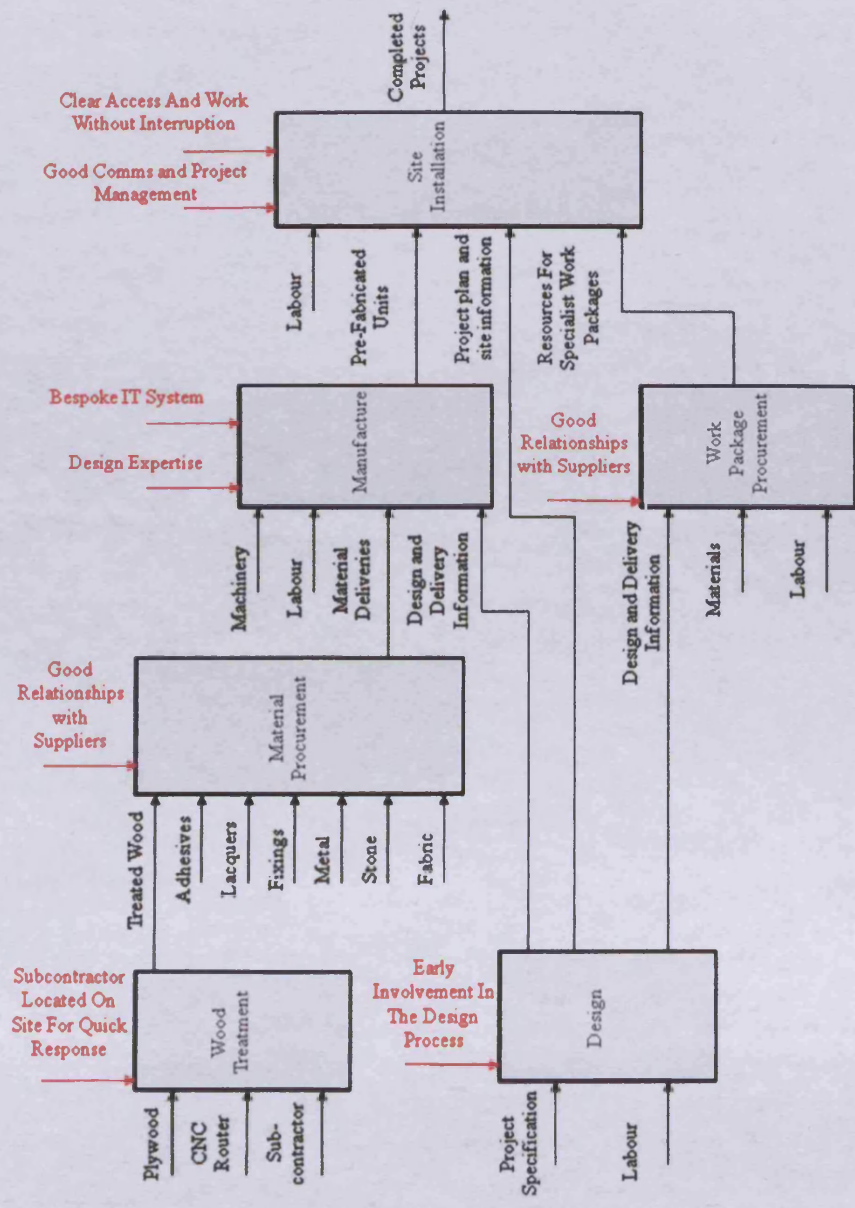 Clear Access And Work
Without Interruption
Good Comms and Project
Management
Completed
Projects
Site
Installation
Labour
Pre-Fabricated
Units
Project plan and
site information
Resources For
Specialist Work
Packages
Bespoke IT System
Design Expertise
Manufacture
Machinery
Labour
Material
Deliveries
Design and
Delivery
Information
Good
Relationships
with Suppliers
Work
Package
Procurement
Design and Delivery
Information
Materials
Labour
Good
Relationships
with
Suppliers
Material
Procurement
Treated Wood
Adhesives
Lacquers
Fixings
Metal
Stone
Fabric
Subcontractor
Located On
Site For Quick
Response
Wood
Treatment
Plywood
CNC
Router
Sub-
contractor
Early
Involvement In
The Design
Process
Design
Project
Specification
Labour